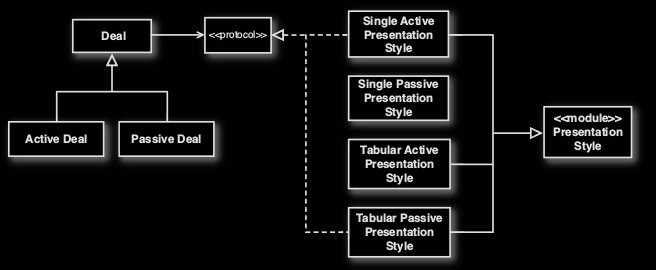 Deal
<<protocol>>
Single Active
Presentation
Style
Single Passive
Presentation
Style
<<module>>
Presentation
Style
Active Deal
Passive Deal
Tabular Active
Presentation
Style
Tabular Passive
Presentation
Style